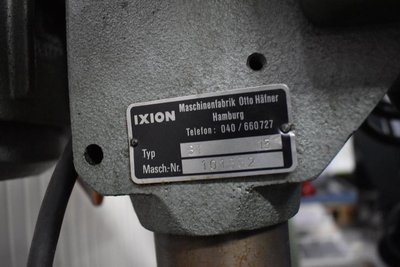 IXION Maschinenfabrik Otto Häfner
Hamburg
Telefon: 040/660727
Typ
Masch-Nr.